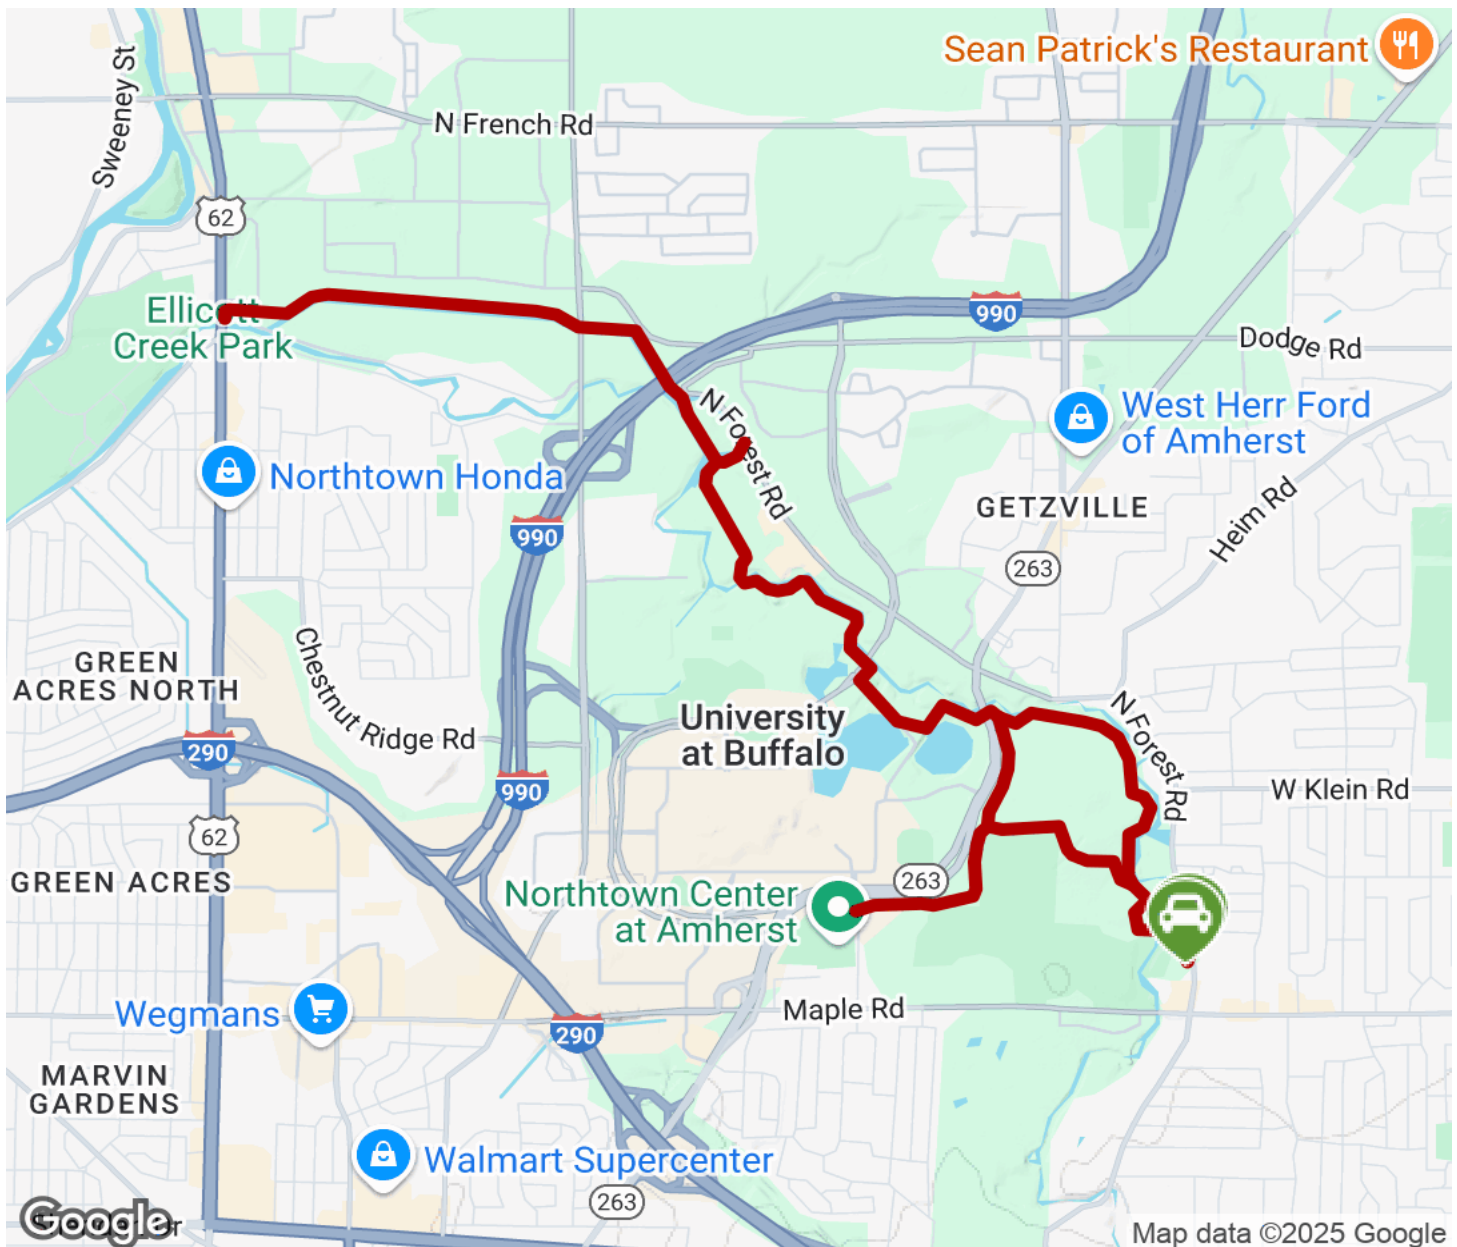 Sean Patrick's Restaurant
Sweeney St
N French Rd
62
Ellicott
Creek Park
990
Dodge Rd
N Forest Rd
West Herr Ford
of Amherst
Northtown Honda
GETZVILLE
Heim Rd
990
263
Chestnut Ridge Rd
GREEN
ACRES NORTH
University
at Buffalo
N Forest Rd
290
990
W Klein Rd
62
GREEN ACRES
263
Northtown Center
at Amherst
Maple Rd
Wegmans
290
MARVIN
GARDENS
Walmart Supercenter
263
Google
Map data ©2025 Google